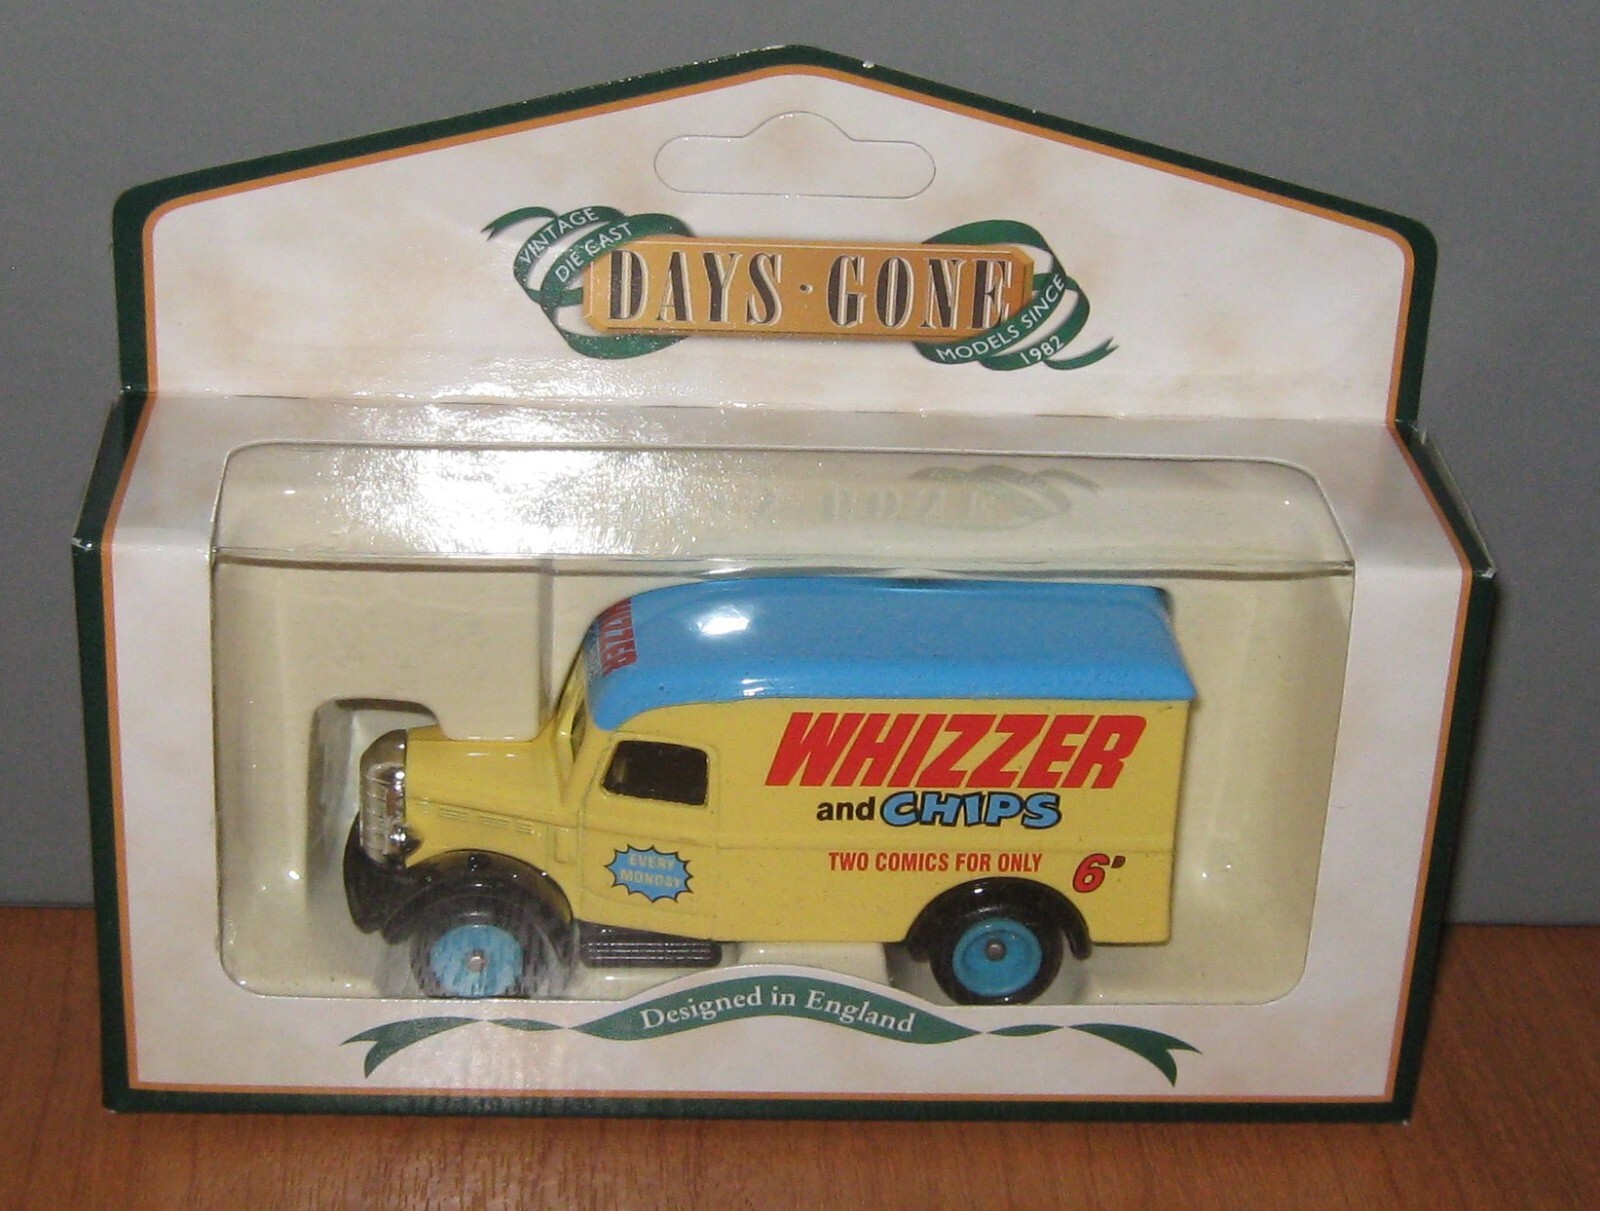 VINTAGE
DIE CAST
DAYS · GONE
MODELS SINCE
1982
WHIZZER
WHIZZER
and CHIPS
TWO COMICS FOR ONLY 6D
EVERY
MONDAY
Designed in England